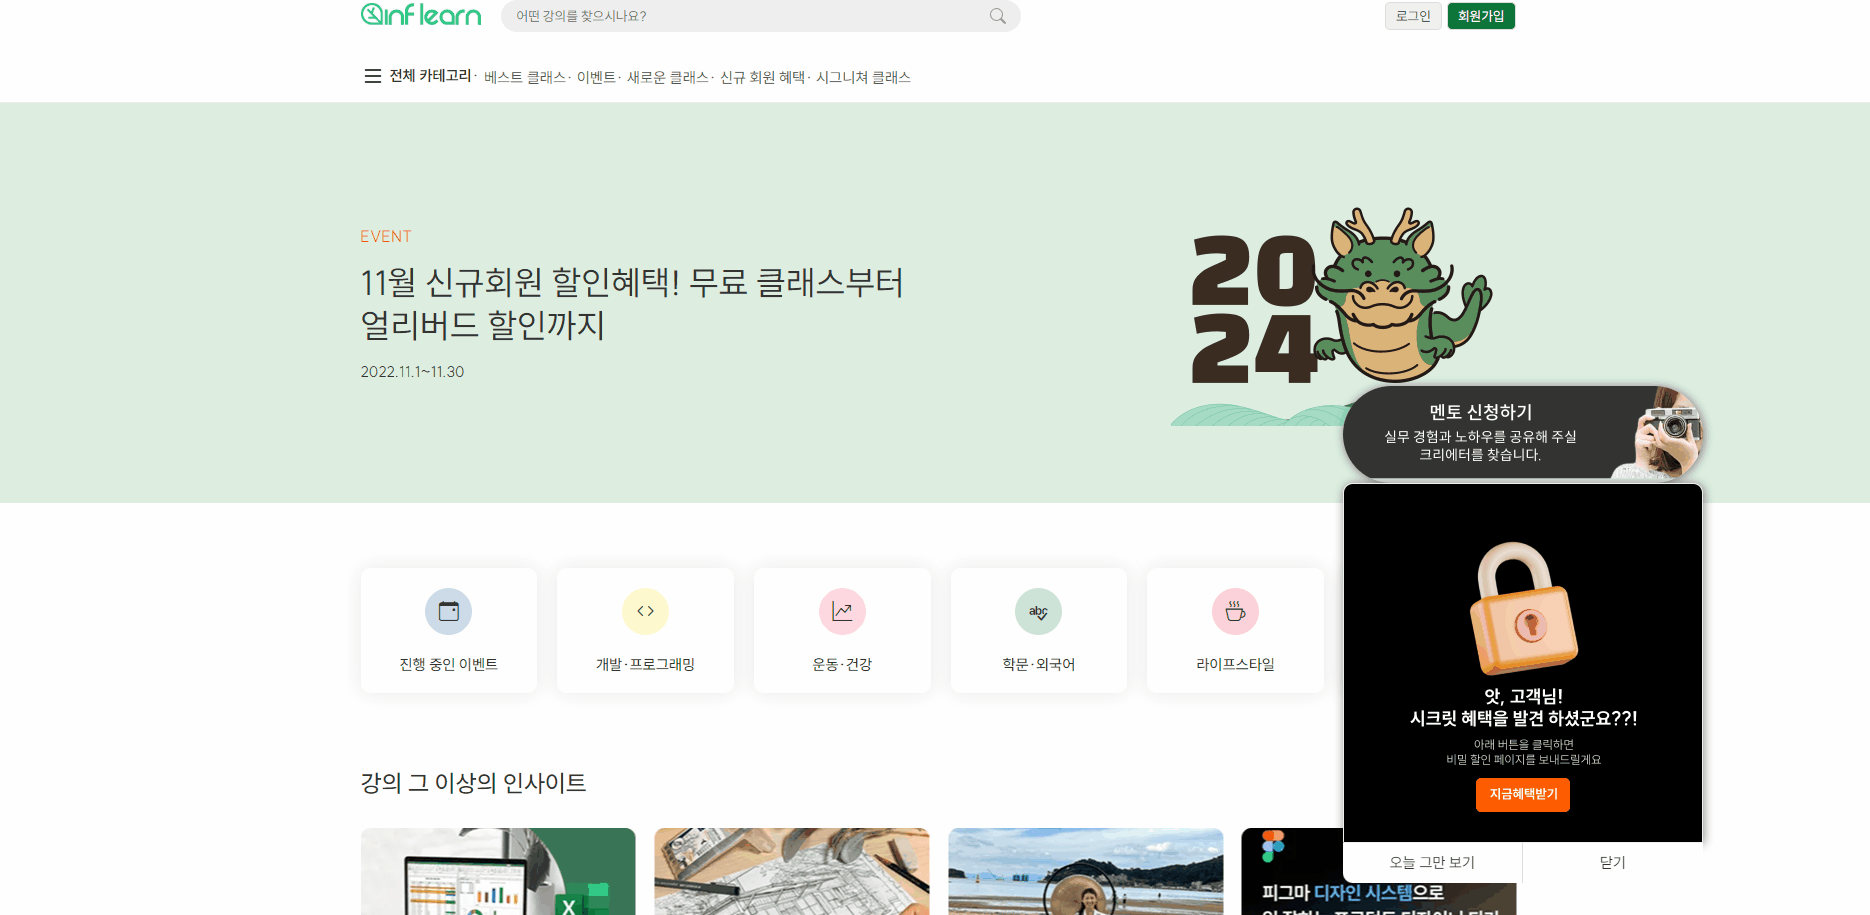 inflearn
어떤 강의를 찾으시나요?
로그인
회원가입
전체 카테고리· 베스트 클래스· 이벤트· 새로운 클래스· 신규 회원 혜택· 시그니쳐 클래스
EVENT
11월 신규회원 할인혜택! 무료 클래스부터
얼리버드 할인까지
2022.11.1~11.30
20
24
멘토 신청하기
실무 경험과 노하우를 공유해 주실
크리에터를 찾습니다.
진행 중인 이벤트
개발·프로그래밍
운동·건강
abc
학문·외국어
라이프스타일
앗, 고객님!
시크릿 혜택을 발견 하셨군요??!
아래 버튼을 클릭하면
비밀 할인 페이지를 보내드릴게요
지금혜택받기
오늘 그만 보기
닫기
강의 그 이상의 인사이트
X
피그마 디자인 시스템으로